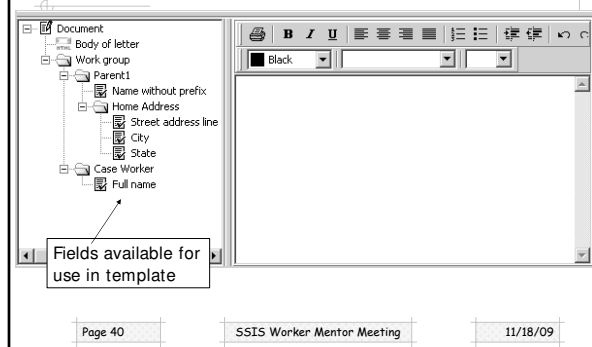 Document
HTML Body of letter
Work group
Parent1
Name without prefix
Home Address
Street address line
City
State
Case Worker
Full name
B I U
Black
Fields available for
use in template
Page 40 SSIS Worker Mentor Meeting 11/18/09